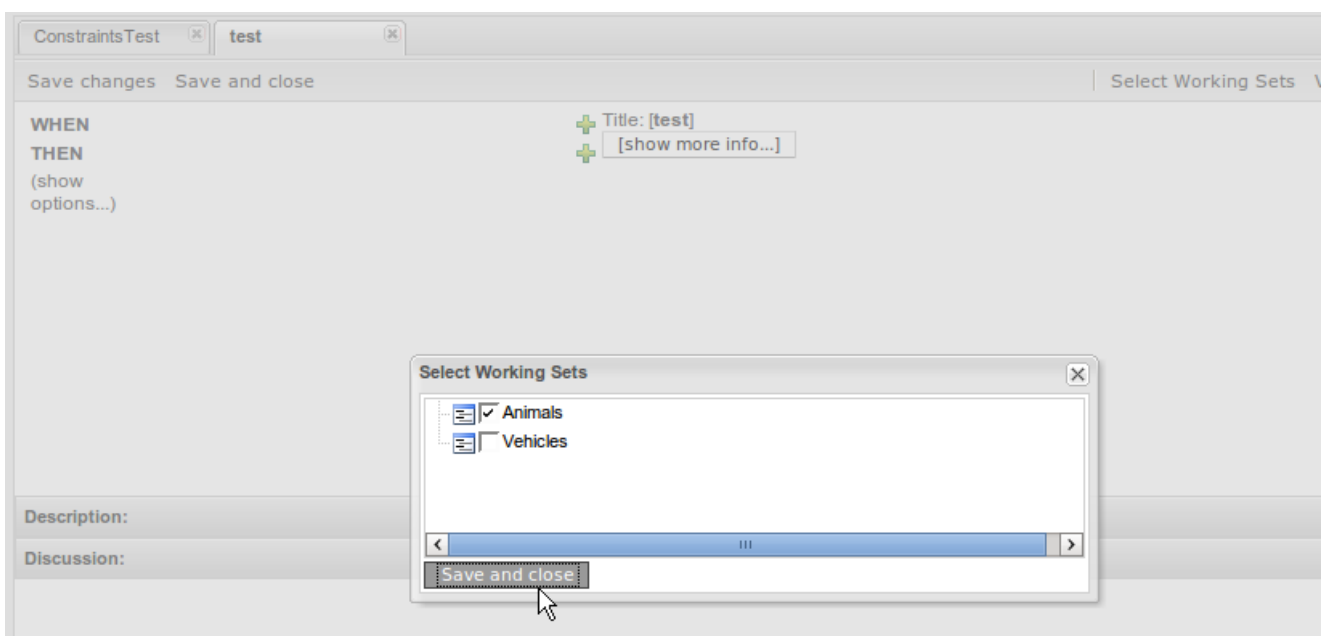 ConstraintsTest test
Save changes Save and close Select Working Sets V
WHEN Title: [test]
THEN [show more info...]
(show
options...)
Select Working Sets
Animals
Vehicles
Description:
Discussion:
Save and close